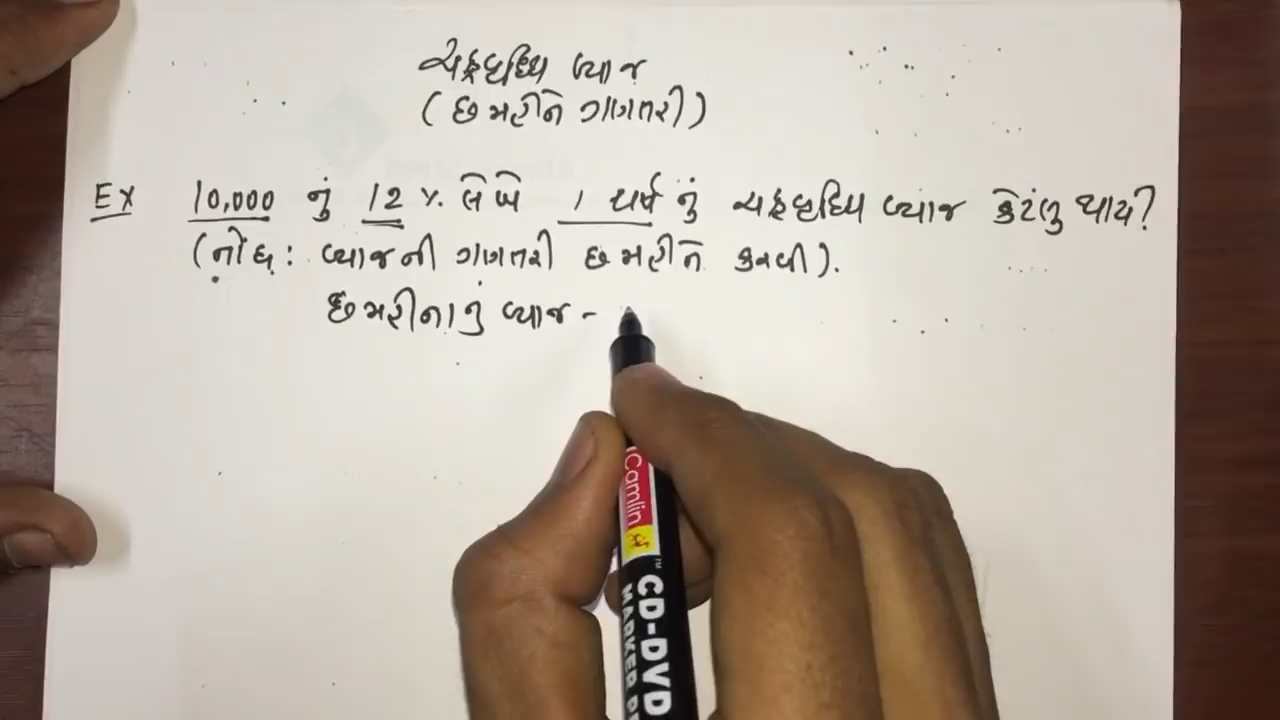 ચક્રવૃધ્ધિ વ્યાજ
(છ મહીને ગણતરી)
EX 10,000 નું 12 % લેખે 1 વર્ષ નું ચક્રવૃધ્ધિ વ્યાજ કેટલુ થાય?
(નોંધ : વ્યાજની ગણતરી છ મહીને કરવી).
છ મહીનાનું વ્યાજ -
Camlin
CD-DVD
MARKER